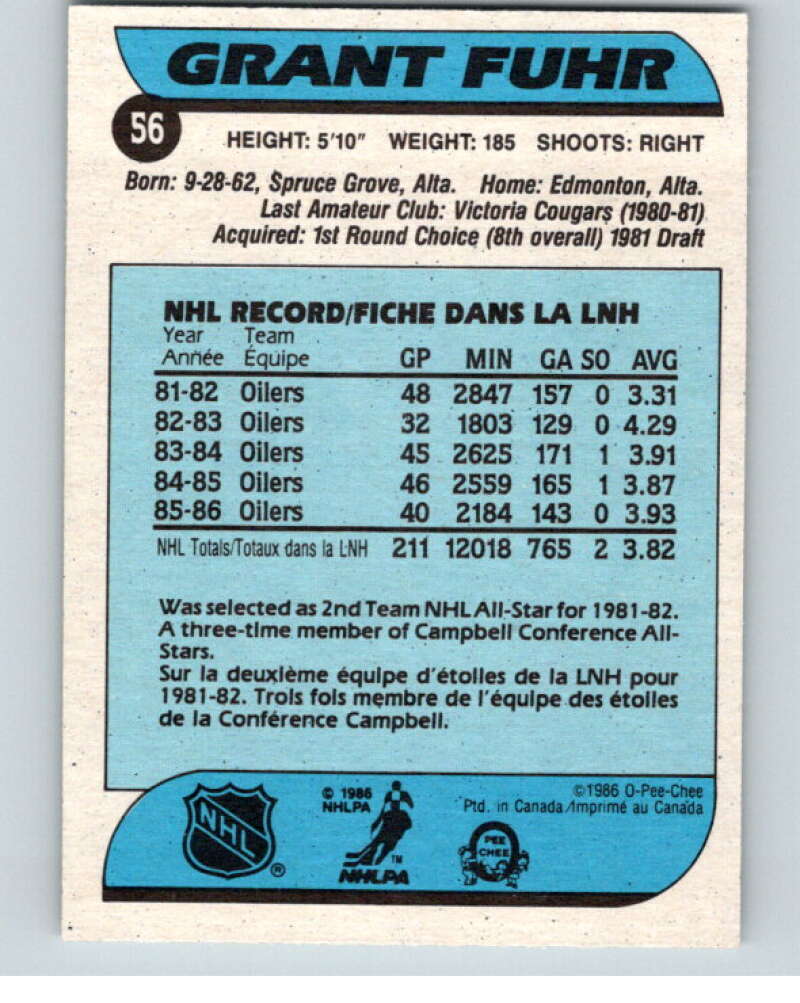 GRANT FUHR
56
HEIGHT: 5'10" WEIGHT: 185 SHOOTS: RIGHT
Born: 9-28-62, Spruce Grove, Alta. Home: Edmonton, Alta.
Last Amateur Club: Victoria Cougars (1980-81)
Acquired: 1st Round Choice (8th overall) 1981 Draft
NHL RECORD/FICHE DANS LA LNH
Year Team
Année Équipe GP MIN GA SO AVG
81-82 Oilers 48 2847 157 0 3.31
82-83 Oilers 32 1803 129 0 4.29
83-84 Oilers 45 2625 171 1 3.91
84-85 Oilers 46 2559 165 1 3.87
85-86 Oilers 40 2184 143 0 3.93
NHL Totals/Totaux dans la LNH 211 12018 765 2 3.82
Was selected as 2nd Team NHL All-Star for 1981-82.
A three-time member of Campbell Conference All-
Stars.
Sur la deuxième équipe d'étoiles de la LNH pour
1981-82. Trois fois membre de l'équipe des étoiles
de la Conférence Campbell.
NHL ®
© 1986
NHLPA
TM
NHLPA
©1986 O-Pee-Chee
Ptd. in Canada/Imprimé au Canada
PEE
CHEE